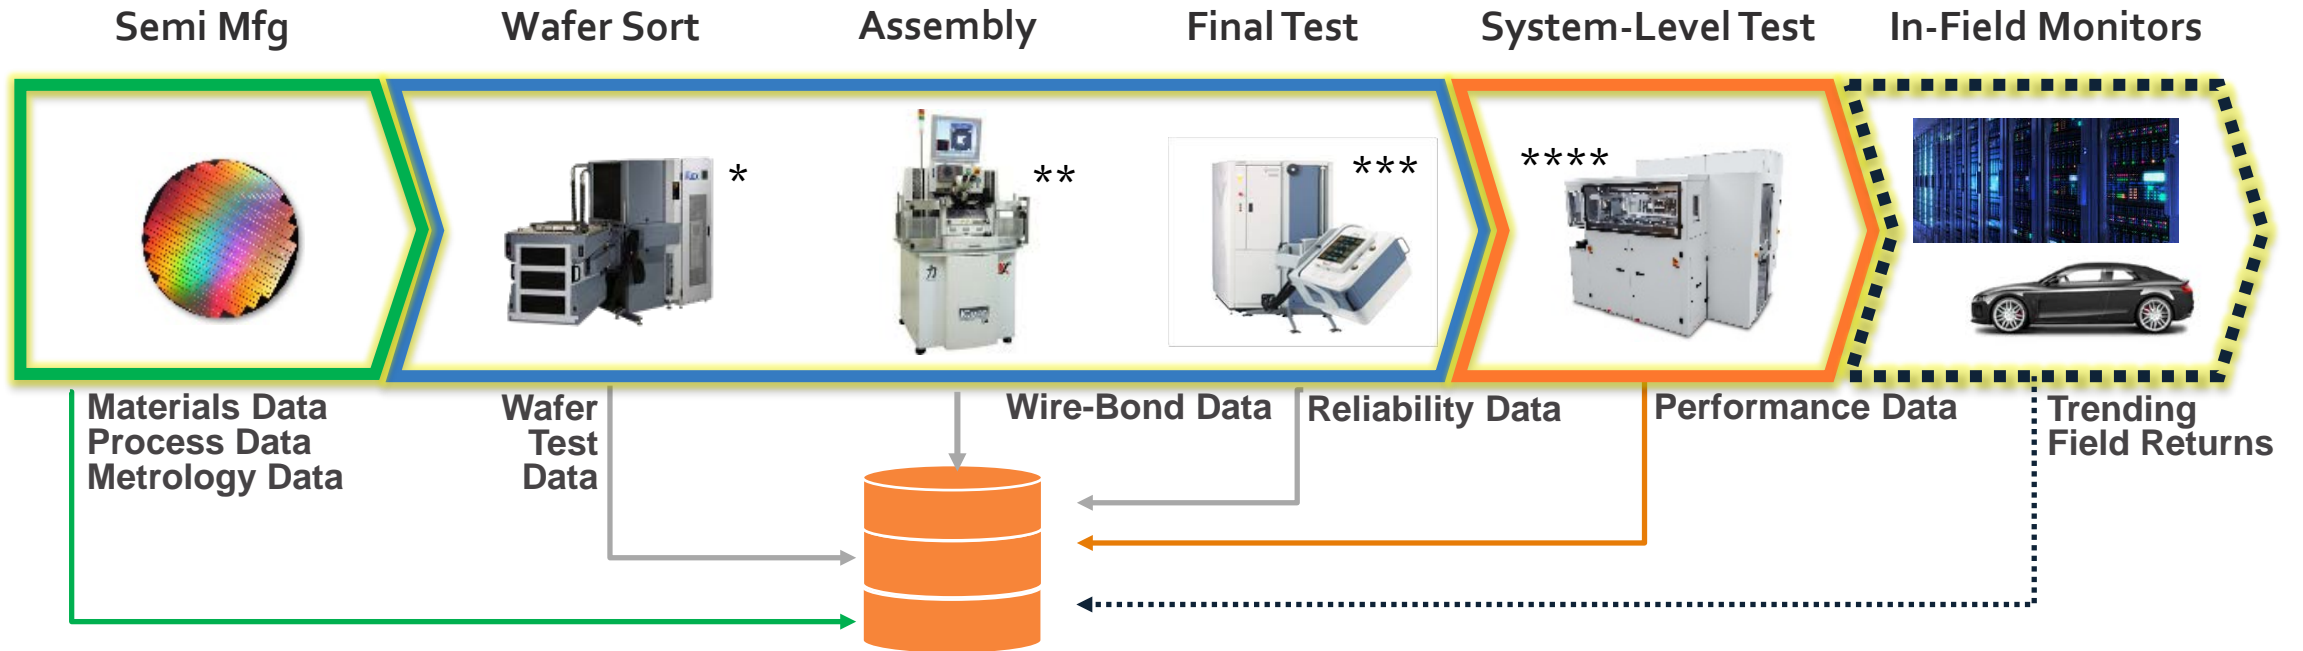 Semi Mfg
Wafer Sort
Assembly
Final Test
System-Level Test
In-Field Monitors
*
**
***
****
Materials Data
Process Data
Metrology Data
Wafer
Test
Data
Wire-Bond Data
Reliability Data
Performance Data
Trending
Field Returns